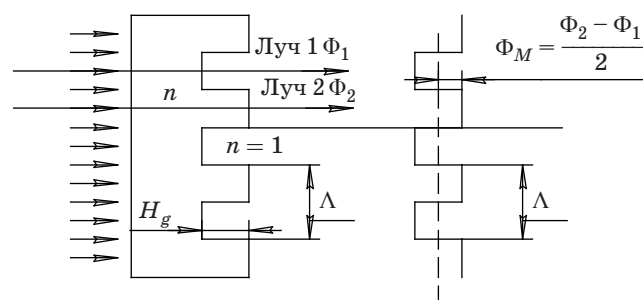 Луч 1 Φ₁
Φ_M = (Φ₂ − Φ₁)/2
n
Луч 2 Φ₂
n = 1
H_g
Λ
Λ